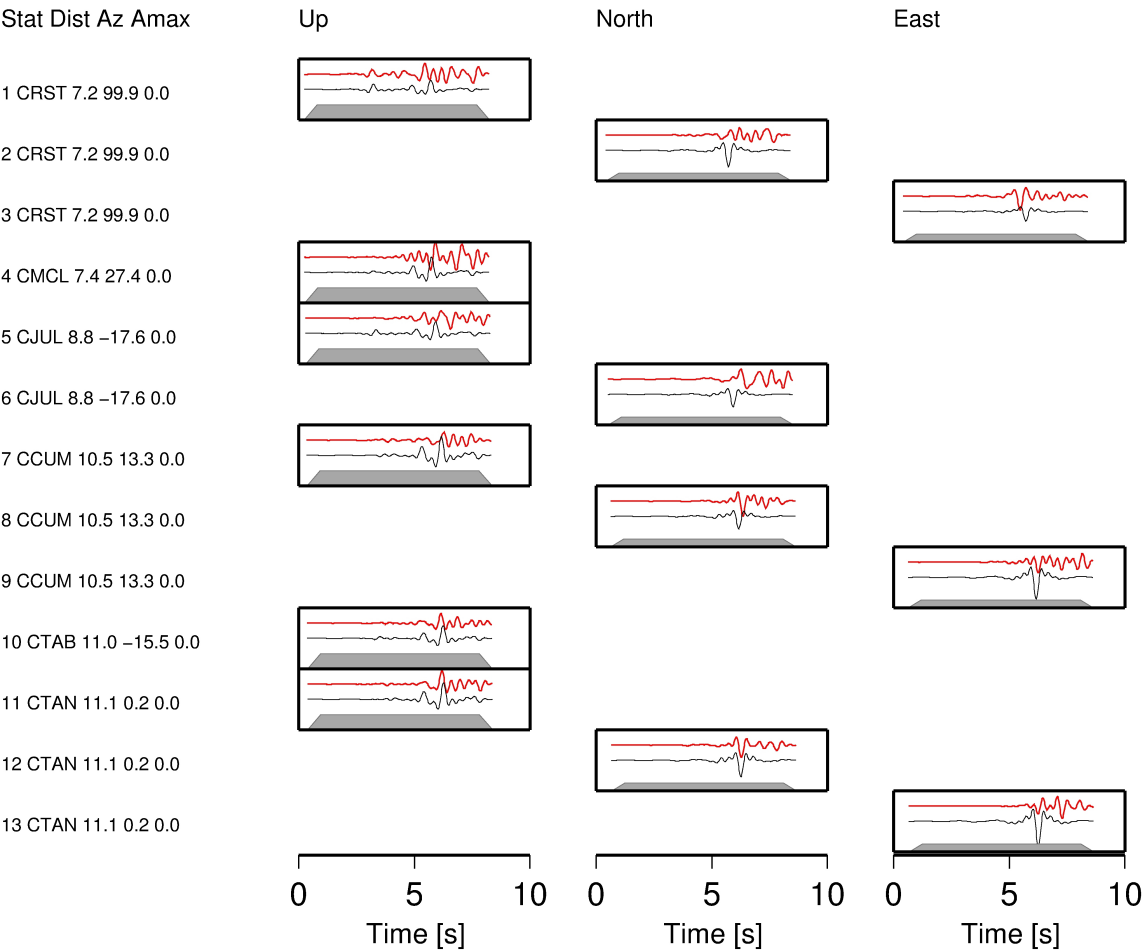 Stat Dist Az Amax Up North East
1 CRST 7.2 99.9 0.0
2 CRST 7.2 99.9 0.0
3 CRST 7.2 99.9 0.0
4 CMCL 7.4 27.4 0.0
5 CJUL 8.8 −17.6 0.0
6 CJUL 8.8 −17.6 0.0
7 CCUM 10.5 13.3 0.0
8 CCUM 10.5 13.3 0.0
9 CCUM 10.5 13.3 0.0
10 CTAB 11.0 −15.5 0.0
11 CTAN 11.1 0.2 0.0
12 CTAN 11.1 0.2 0.0
13 CTAN 11.1 0.2 0.0
0 5 10 0 5 10 0 5 10
Time [s] Time [s] Time [s]